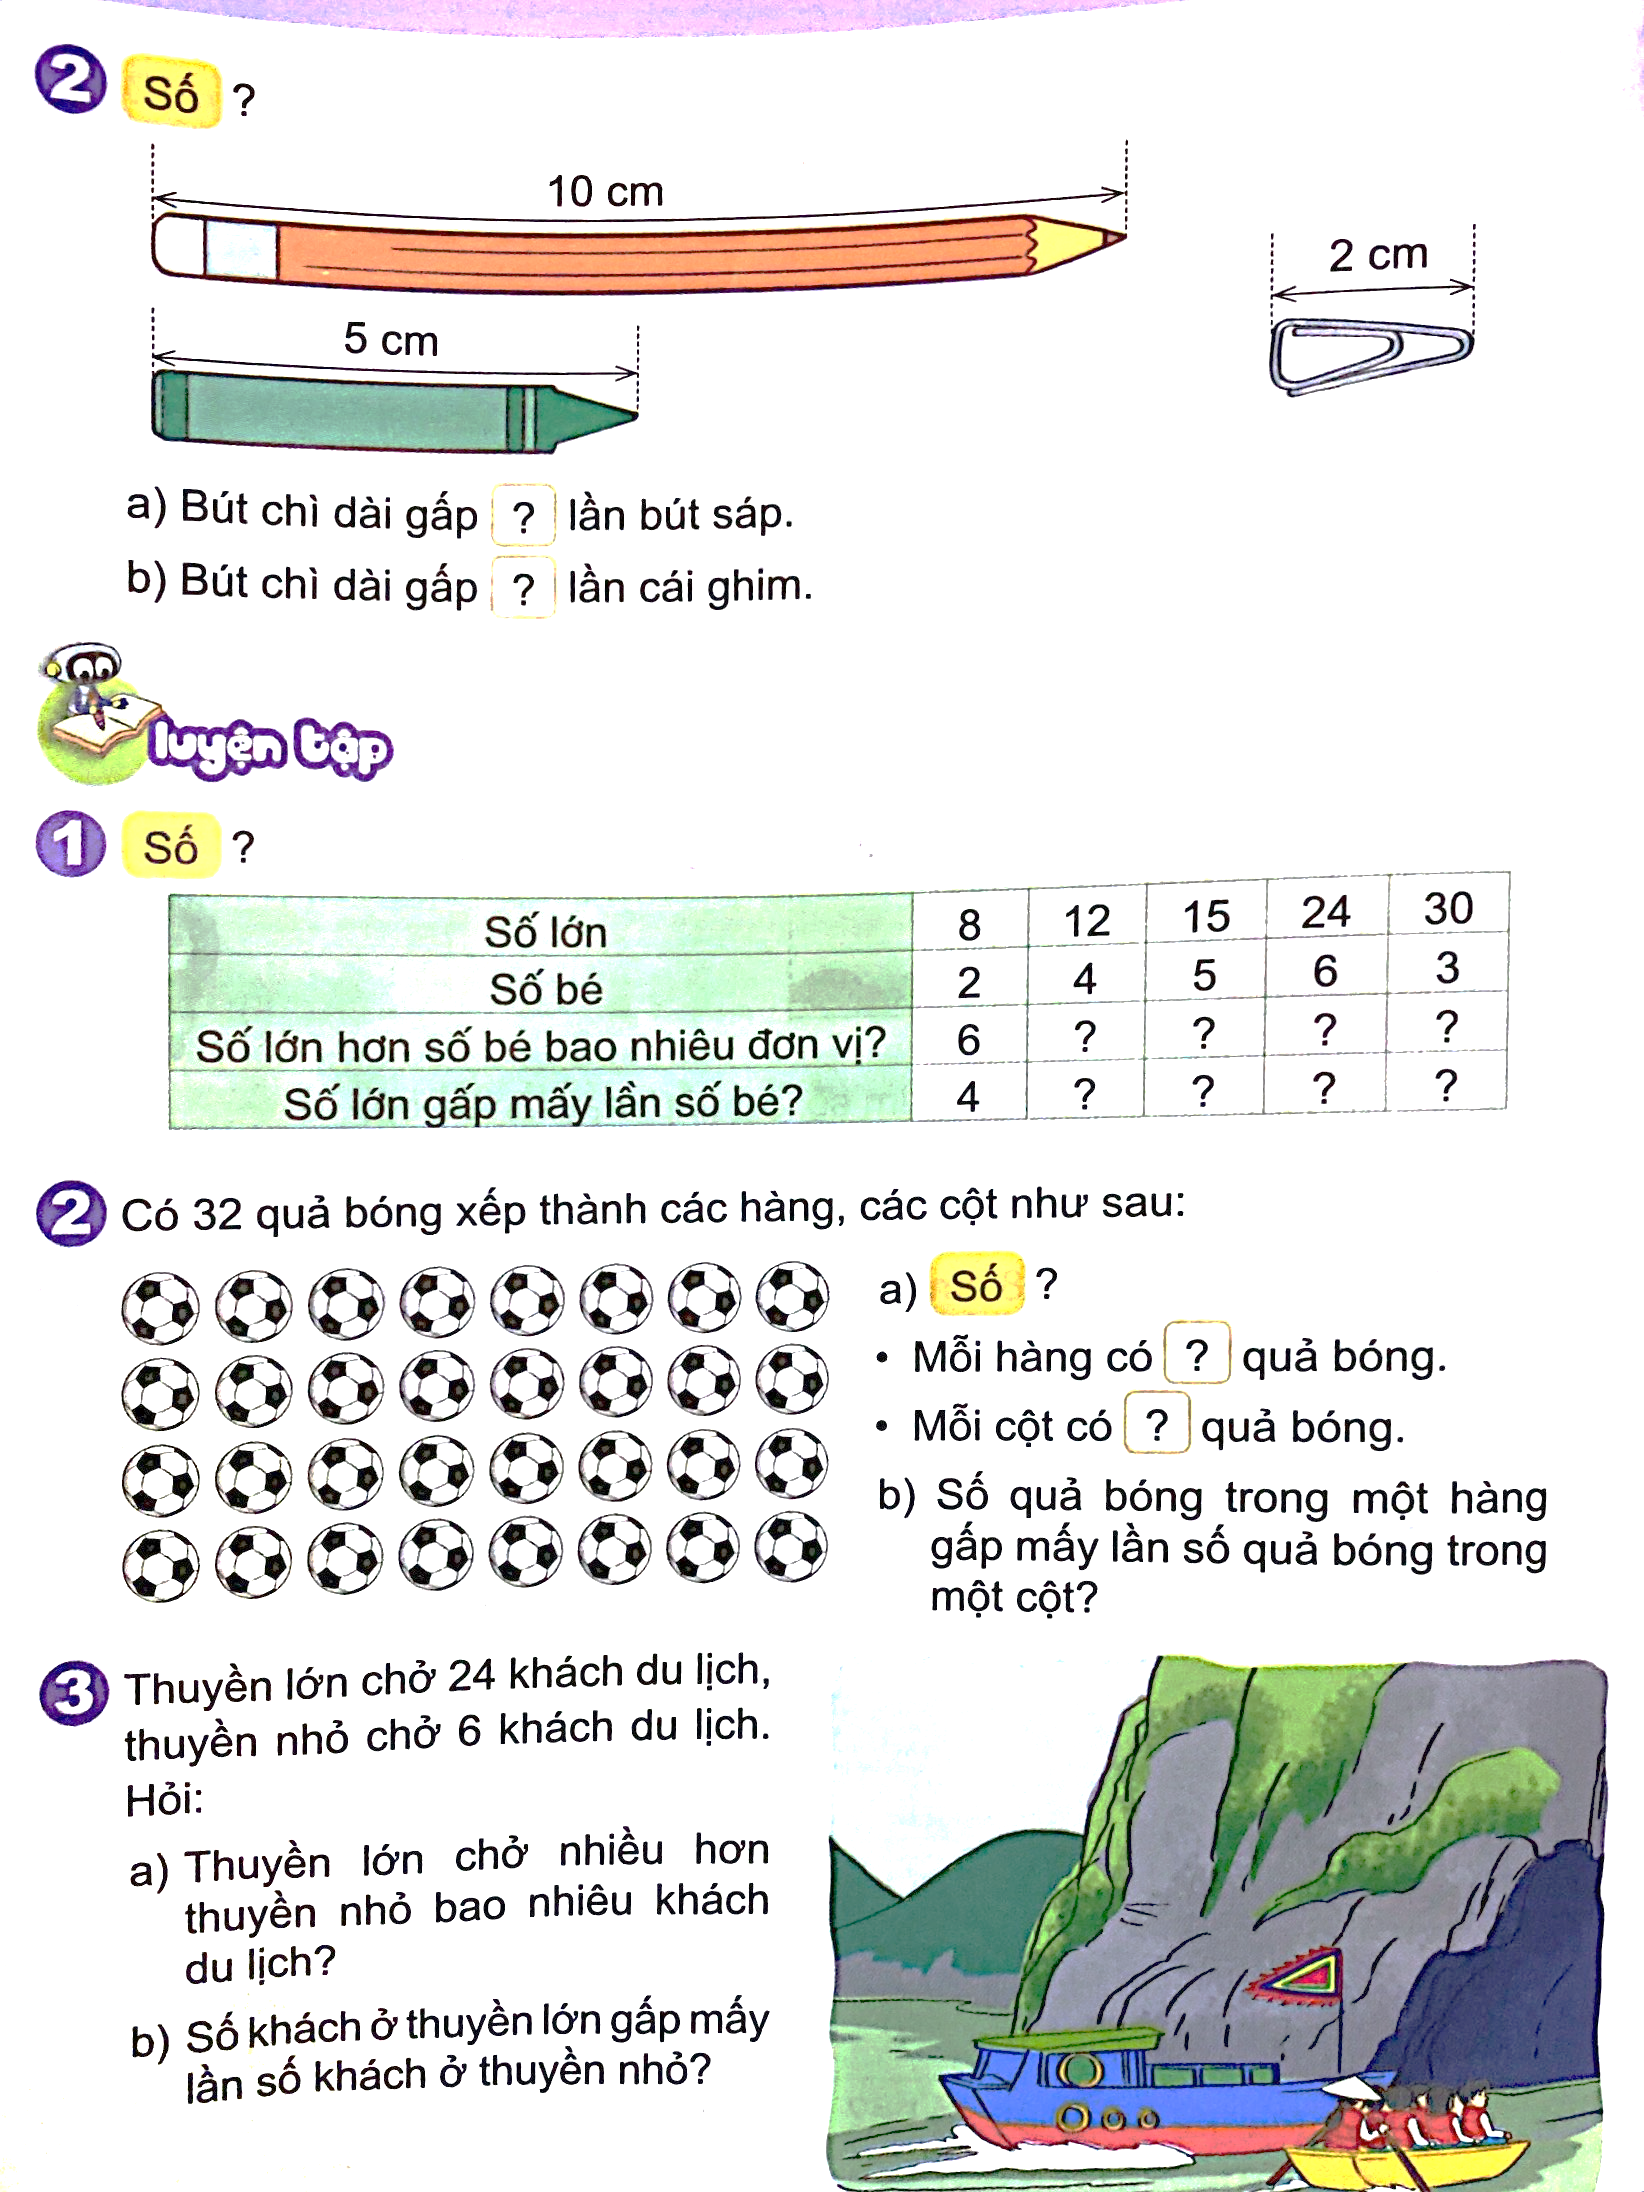 2 Số ?
10 cm
2 cm
5 cm
a) Bút chì dài gấp ? lần bút sáp.
b) Bút chì dài gấp ? lần cái ghim.
luyện tập
1 Số ?
Số lớn 8 12 15 24 30
Số bé 2 4 5 6 3
Số lớn hơn số bé bao nhiêu đơn vị? 6 ? ? ? ?
Số lớn gấp mấy lần số bé? 4 ? ? ? ?
2 Có 32 quả bóng xếp thành các hàng, các cột như sau:
a) Số ?
• Mỗi hàng có ? quả bóng.
• Mỗi cột có ? quả bóng.
b) Số quả bóng trong một hàng
gấp mấy lần số quả bóng trong
một cột?
3 Thuyền lớn chở 24 khách du lịch,
thuyền nhỏ chở 6 khách du lịch.
Hỏi:
a) Thuyền lớn chở nhiều hơn
thuyền nhỏ bao nhiêu khách
du lịch?
b) Số khách ở thuyền lớn gấp mấy
lần số khách ở thuyền nhỏ?